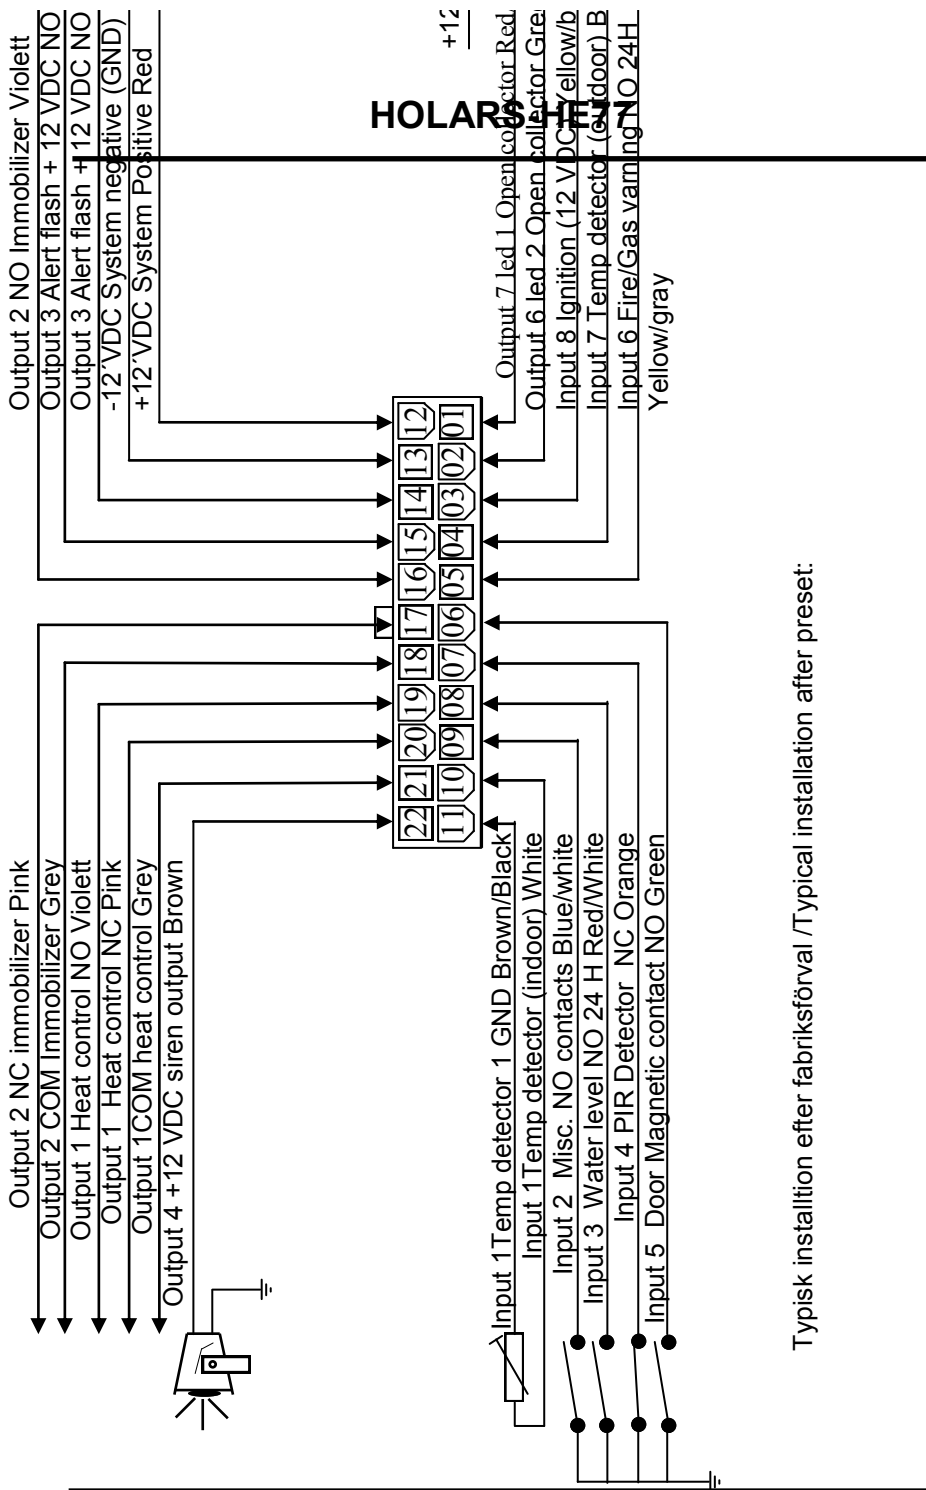 HOLARS-HE77
Output 2 NO Immobilizer Violett
Output 3 Alert flash + 12 VDC NO
Output 3 Alert flash + 12 VDC NO
-12´VDC System negative (GND)
+12´VDC System Positive Red
+12
Output 7 led 1 Open collector Red
Output 6 led 2 Open collector Gre
Input 8 Ignition (12 VDC) Yellow/b
Input 7 Temp detector (outdoor) B
Input 6 Fire/Gas varning NO 24H
Yellow/gray
12 01
13 02
14 03
15 04
16 05
17 06
18 07
19 08
20 09
21 10
22 11
Output 2 NC immobilizer Pink
Output 2 COM Immobilizer Grey
Output 1 Heat control NO Violett
Output 1 Heat control NC Pink
Output 1COM heat control Grey
Output 4 +12 VDC siren output Brown
Input 1Temp detector 1 GND Brown/Black
Input 1Temp detector (indoor) White
Input 2 Misc. NO contacts Blue/white
Input 3 Water level NO 24 H Red/White
Input 4 PIR Detector NC Orange
Input 5 Door Magnetic contact NO Green
Typisk installtion efter fabriksförval /Typical installation after preset: